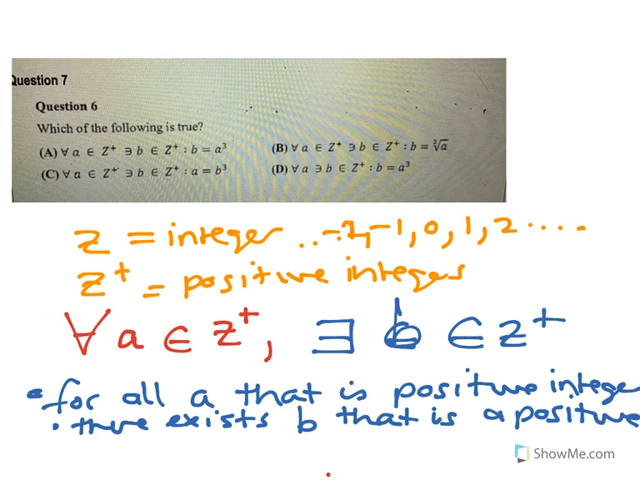 Question 7
Question 6
Which of the following is true?
(A) ∀ a ∈ Z⁺ ∋ b ∈ Z⁺ : b = a³ (B) ∀ a ∈ Z⁺ ∋ b ∈ Z⁺ : b = ∛a
(C) ∀ a ∈ Z⁺ ∋ b ∈ Z⁺ : a = b³ (D) ∀ a ∋ b ∈ Z⁺ : b = a³
Z = integer ...-2,-1, 0, 1, 2 ....
Z⁺ = positive integers
∀ a ∈ Z⁺, ∃ b ∈ Z⁺
• for all a that is positive intege
• there exists b that is a positive
ShowMe.com